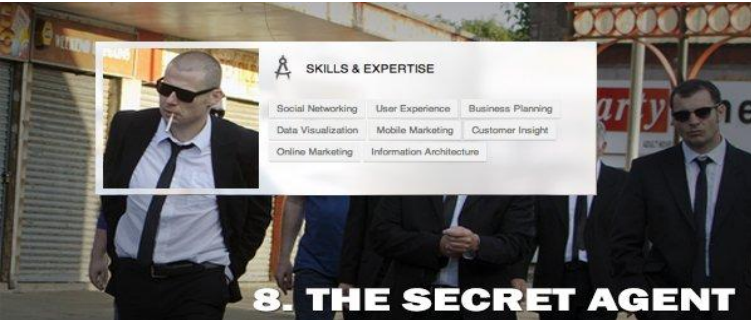 SKILLS & EXPERTISE
Social Networking User Experience Business Planning
Data Visualization Mobile Marketing Customer Insight
Online Marketing Information Architecture
arty
8. THE SECRET AGENT